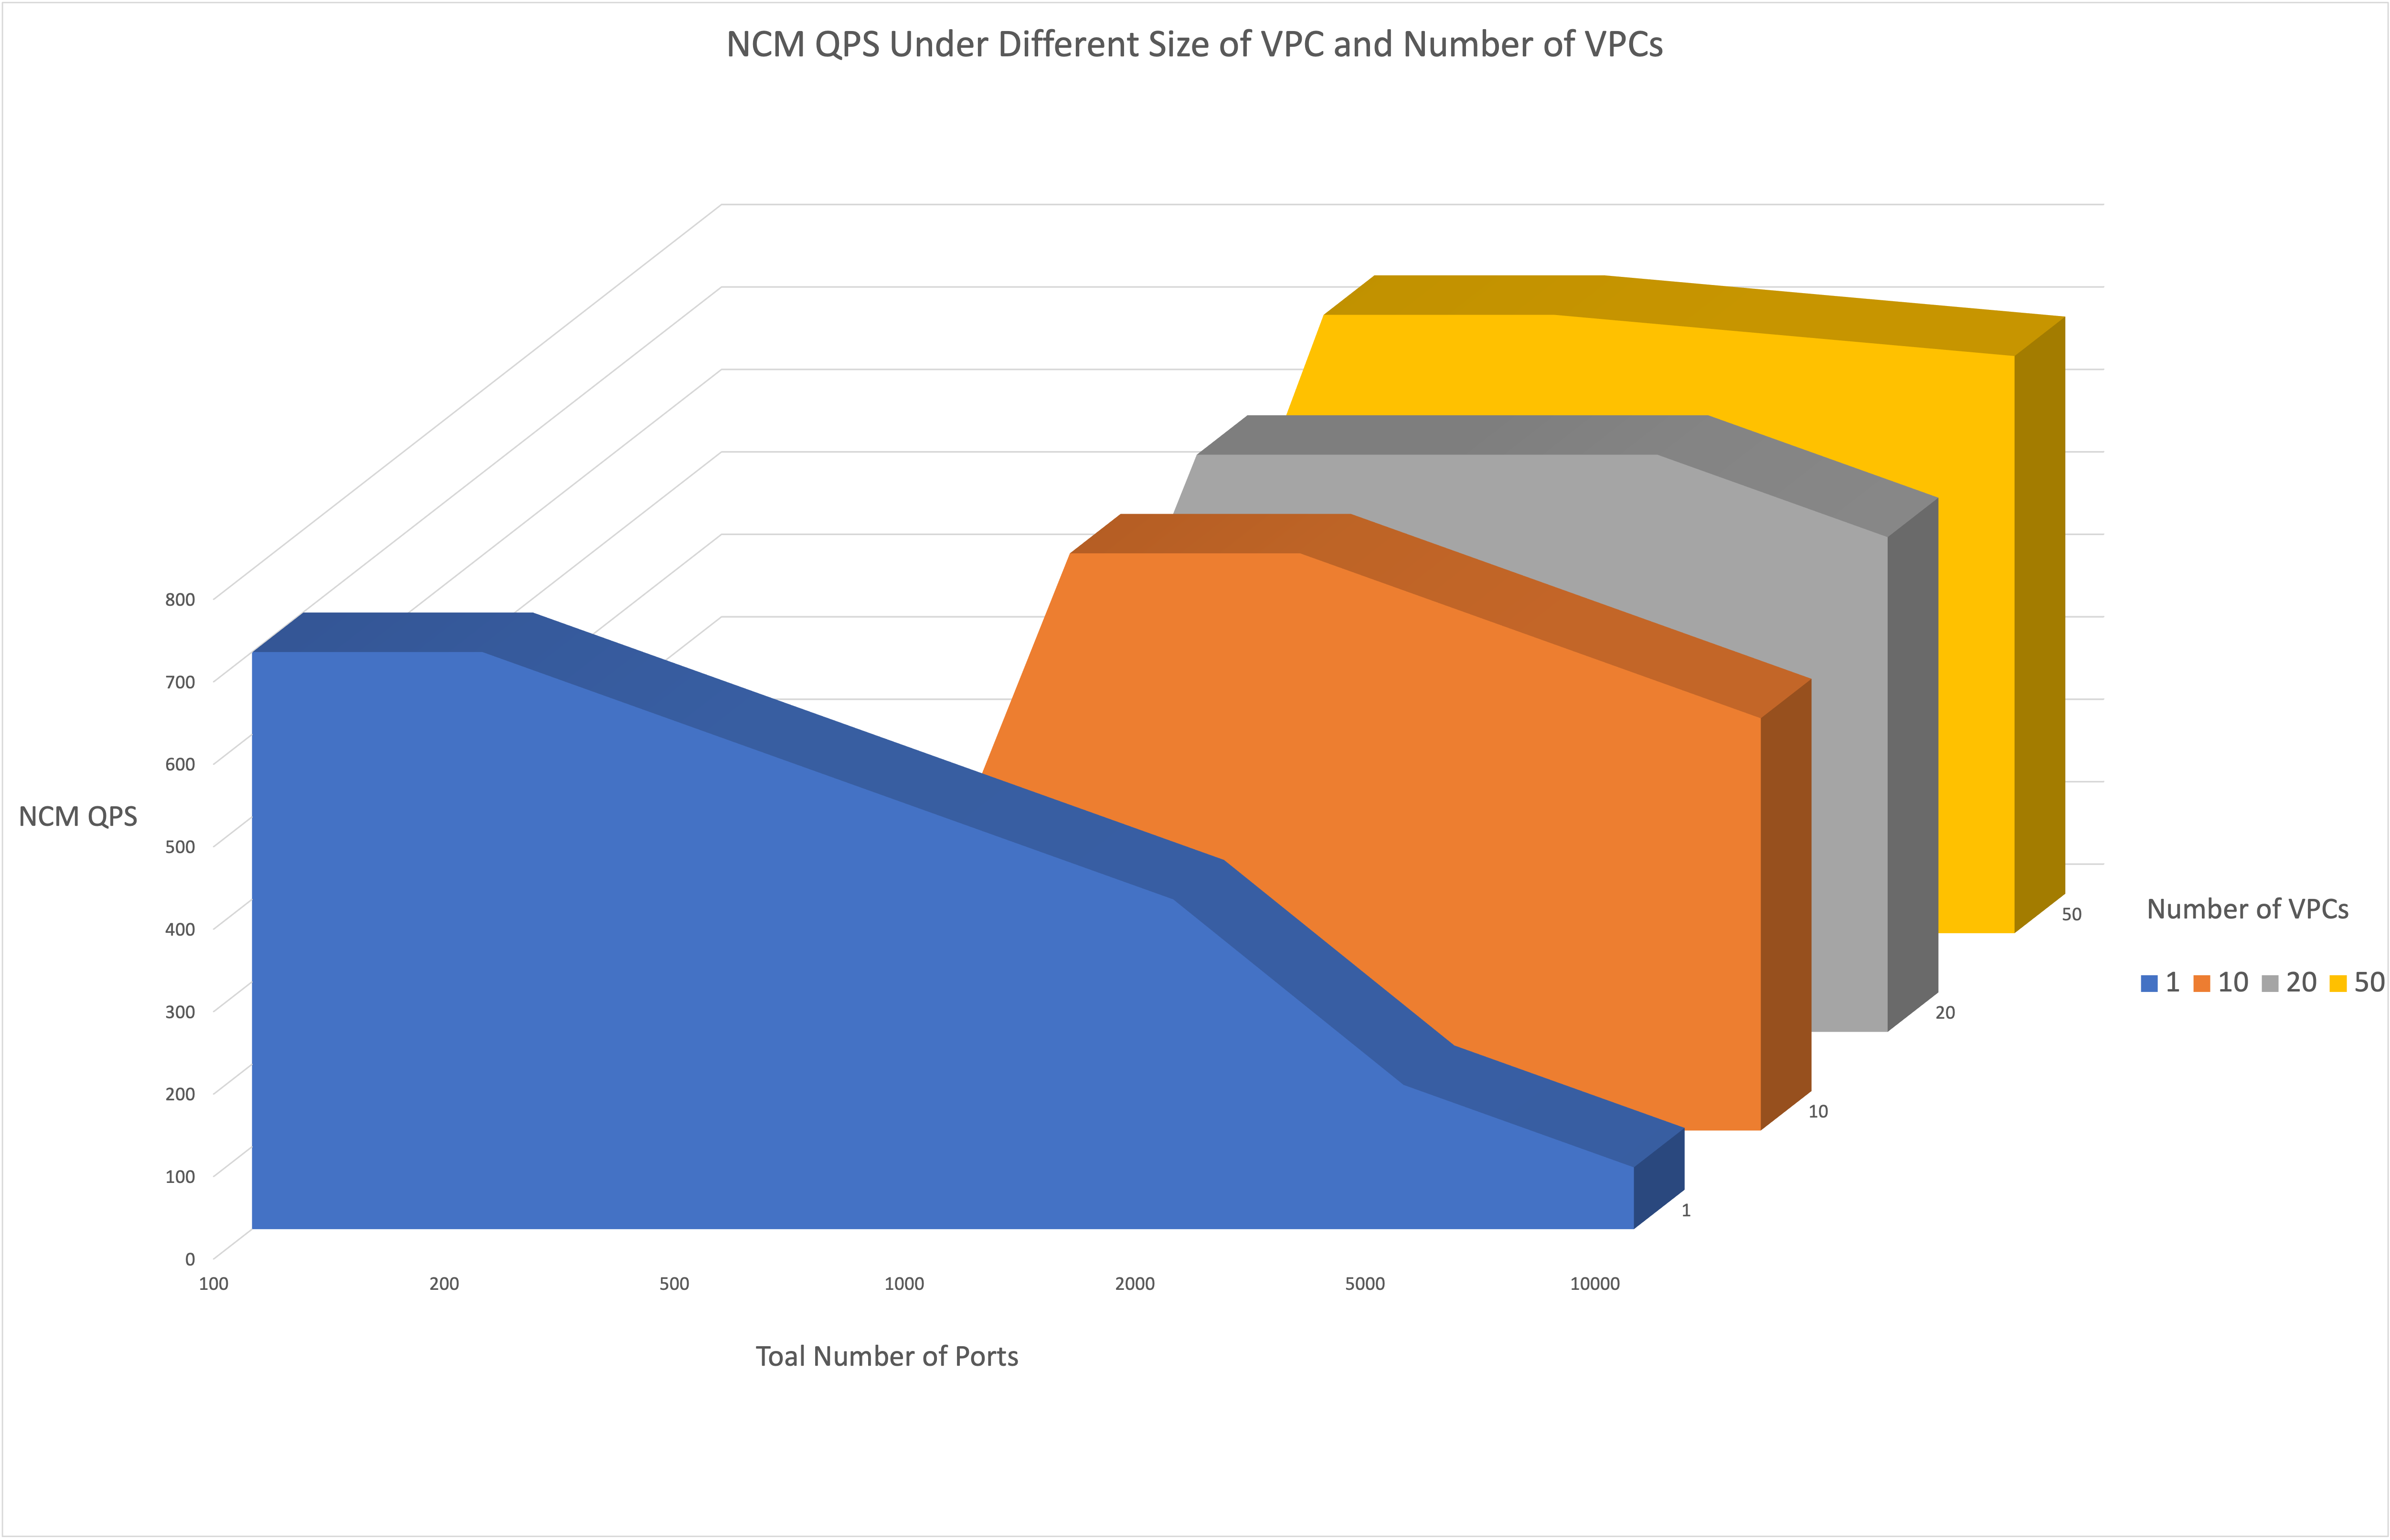 NCM QPS Under Different Size of VPC and Number of VPCs
800
700
600
NCM QPS
500
400
300
200
100
0
100 200 500 1000 2000 5000 10000
Toal Number of Ports
1
10
20
50
Number of VPCs
1 10 20 50